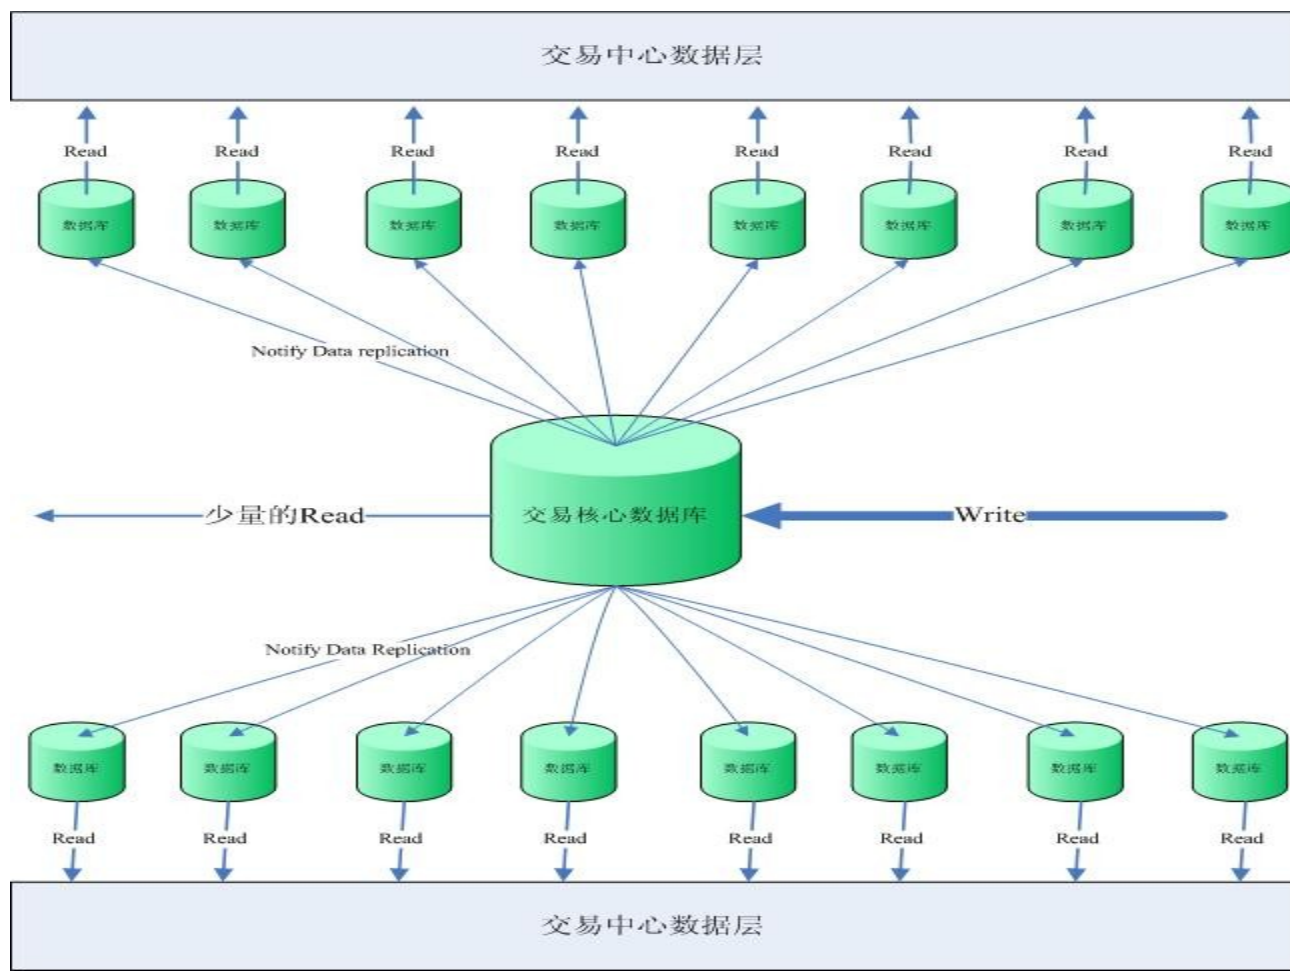 交易中心数据层
Read Read Read Read Read Read Read Read
数据库 数据库 数据库 数据库 数据库 数据库 数据库 数据库
Notify Data replication
少量的Read 交易核心数据库 Write
Notify Data Replication
数据库 数据库 数据库 数据库 数据库 数据库 数据库 数据库
Read Read Read Read Read Read Read Read
交易中心数据层